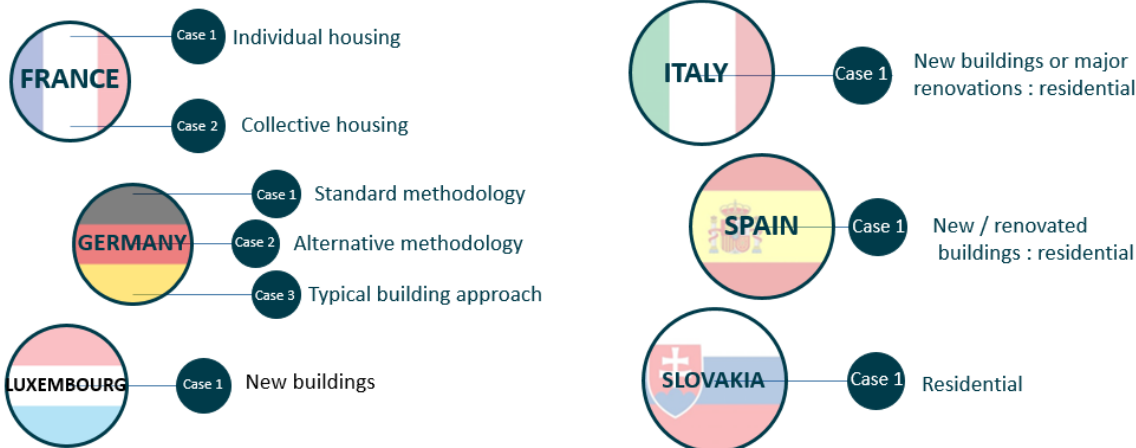 FRANCE
Case 1
Individual housing
Case 2
Collective housing
GERMANY
Case 1
Standard methodology
Case 2
Alternative methodology
Case 3
Typical building approach
LUXEMBOURG
Case 1
New buildings
ITALY
Case 1
New buildings or major
renovations : residential
SPAIN
Case 1
New / renovated
buildings : residential
SLOVAKIA
Case 1
Residential